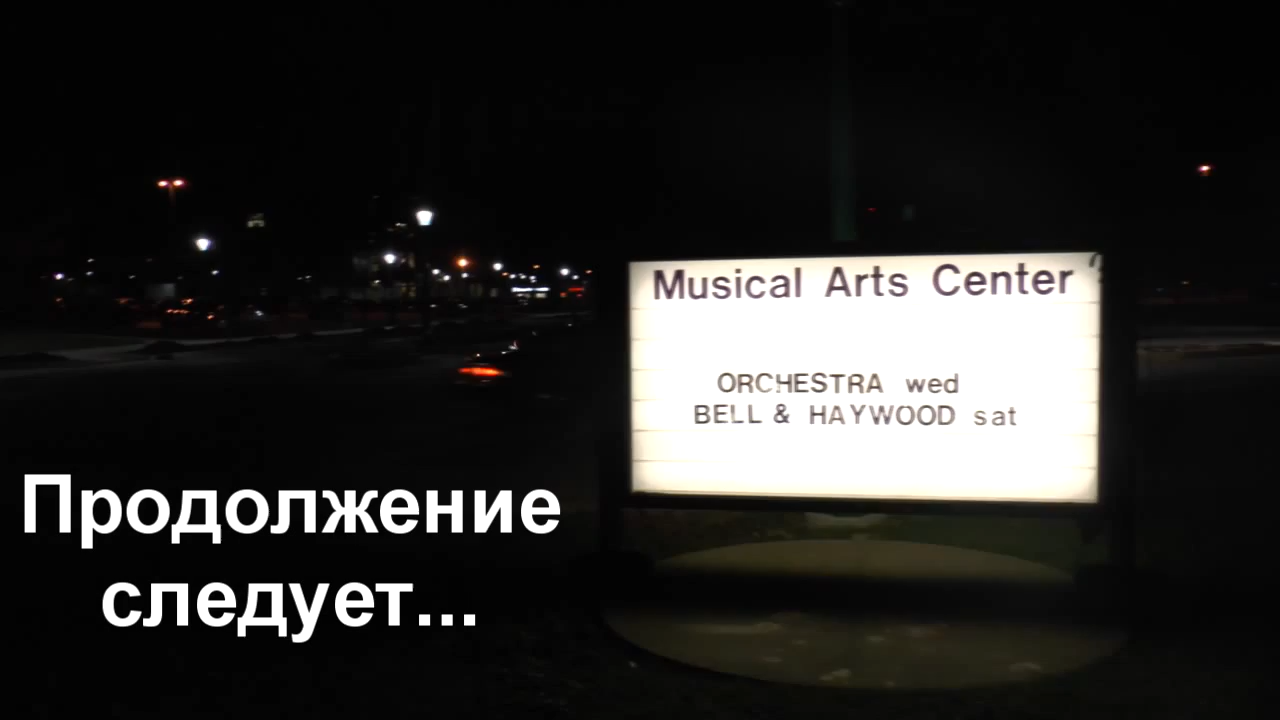 Musical Arts Center
ORCHESTRA wed
BELL & HAYWOOD sat
Продолжение
следует...